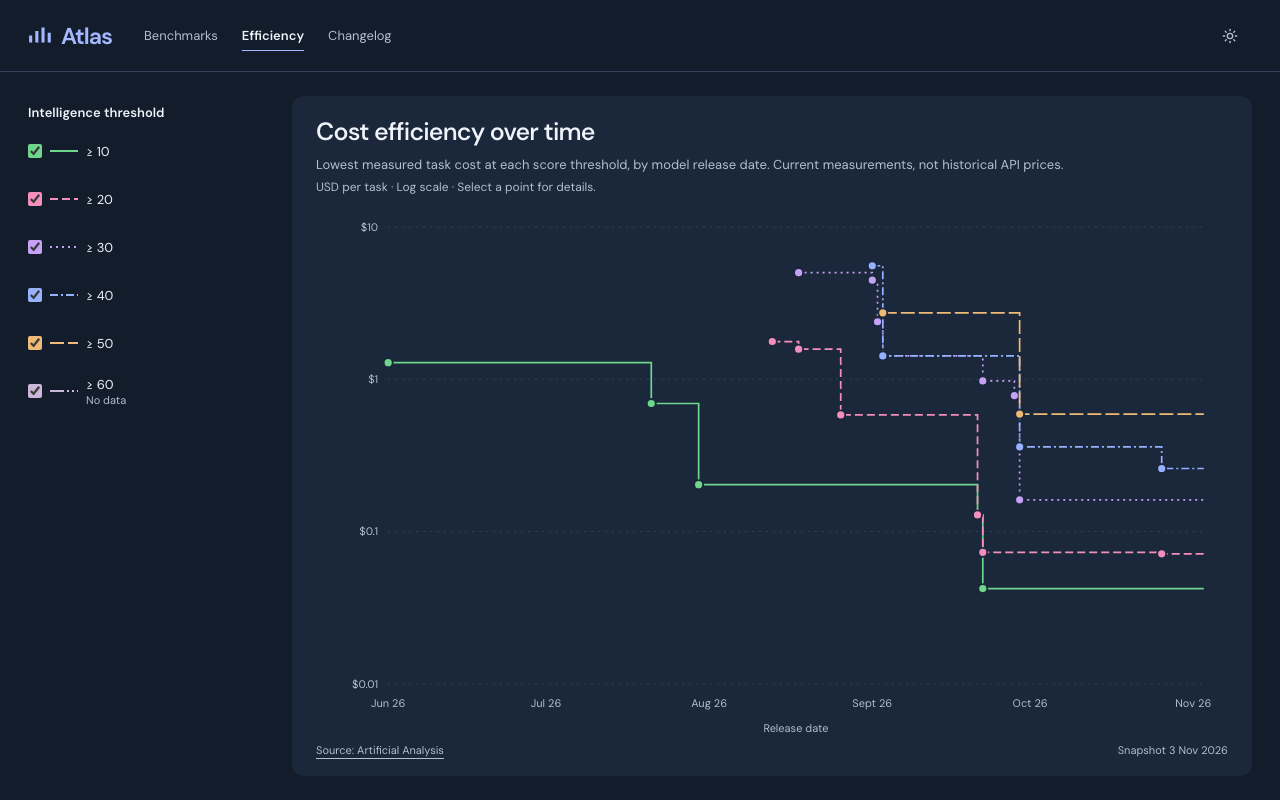 Atlas
Benchmarks
Efficiency
Changelog
Intelligence threshold
≥ 10
≥ 20
≥ 30
≥ 40
≥ 50
≥ 60
No data
Cost efficiency over time
Lowest measured task cost at each score threshold, by model release date. Current measurements, not historical API prices.
USD per task · Log scale · Select a point for details.
$10
$1
$0.1
$0.01
Jun 26
Jul 26
Aug 26
Sept 26
Oct 26
Nov 26
Release date
Source: Artificial Analysis
Snapshot 3 Nov 2026